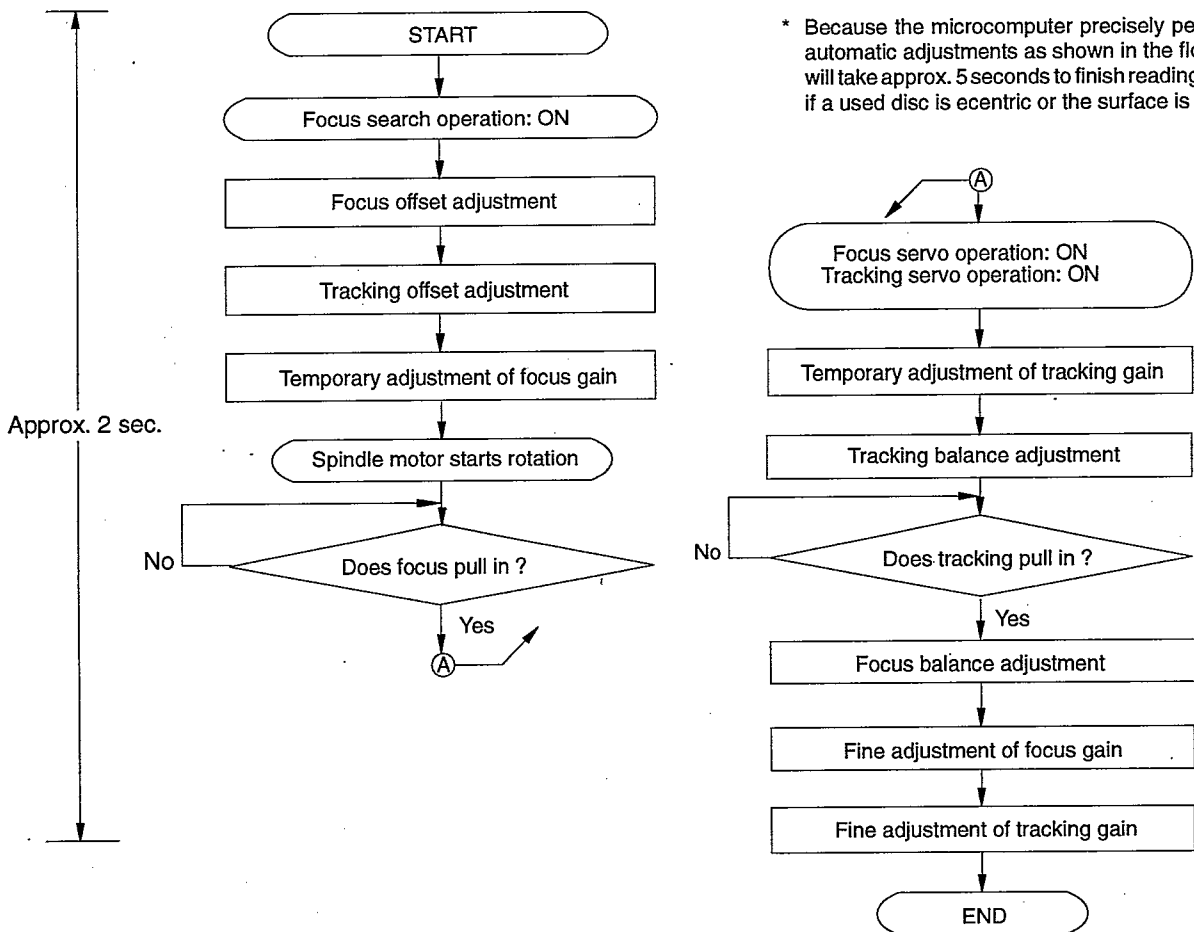 START
Focus search operation: ON
Focus offset adjustment
Tracking offset adjustment
Temporary adjustment of focus gain
Approx. 2 sec.
Spindle motor starts rotation
No
Does focus pull in ?
Yes
A
* Because the microcomputer precisely pe
automatic adjustments as shown in the flo
will take approx. 5 seconds to finish reading
if a used disc is ecentric or the surface is
A
Focus servo operation: ON
Tracking servo operation: ON
Temporary adjustment of tracking gain
Tracking balance adjustment
No
Does tracking pull in ?
Yes
Focus balance adjustment
Fine adjustment of focus gain
Fine adjustment of tracking gain
END